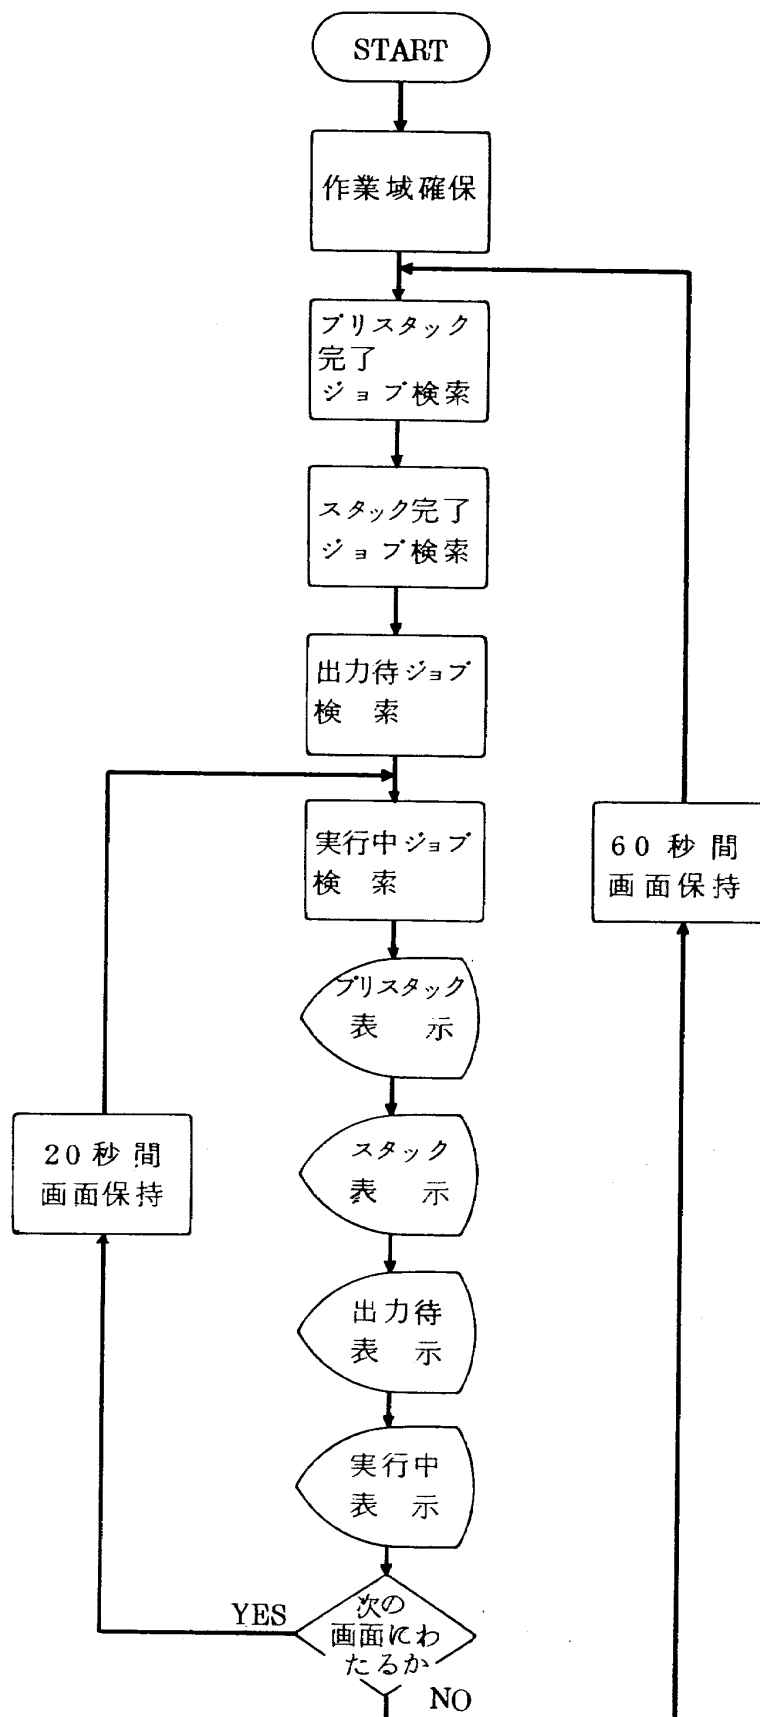 START
作業域確保
プリスタック
完了
ジョブ検索
スタック完了
ジョブ検索
出力待ジョブ
検索
実行中ジョブ
検索
60秒間
画面保持
プリスタック
表示
スタック
表示
20秒間
画面保持
出力待
表示
実行中
表示
次の
画面にわ
たるか
YES
NO